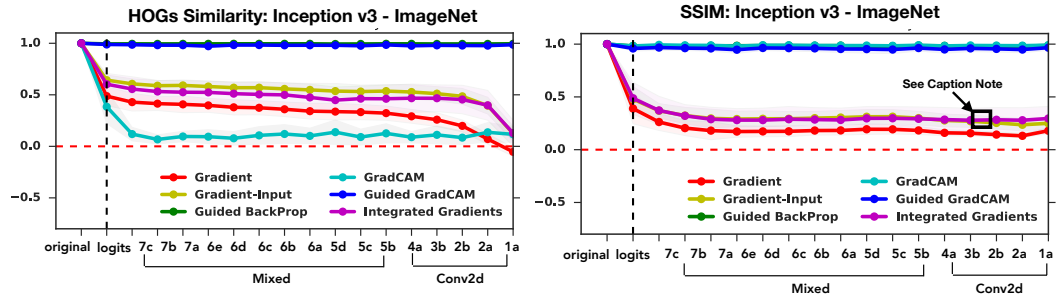 HOGs Similarity: Inception v3 - ImageNet
1.0
0.5
0.0
−0.5
Gradient
Gradient-Input
Guided BackProp
GradCAM
Guided GradCAM
Integrated Gradients
original logits 7c 7b 7a 6e 6d 6c 6b 6a 5d 5c 5b 4a 3b 2b 2a 1a
Mixed Conv2d
SSIM: Inception v3 - ImageNet
1.0
0.5
0.0
−0.5
See Caption Note
Gradient
Gradient-Input
Guided BackProp
GradCAM
Guided GradCAM
Integrated Gradients
original logits 7c 7b 7a 6e 6d 6c 6b 6a 5d 5c 5b 4a 3b 2b 2a 1a
Mixed Conv2d